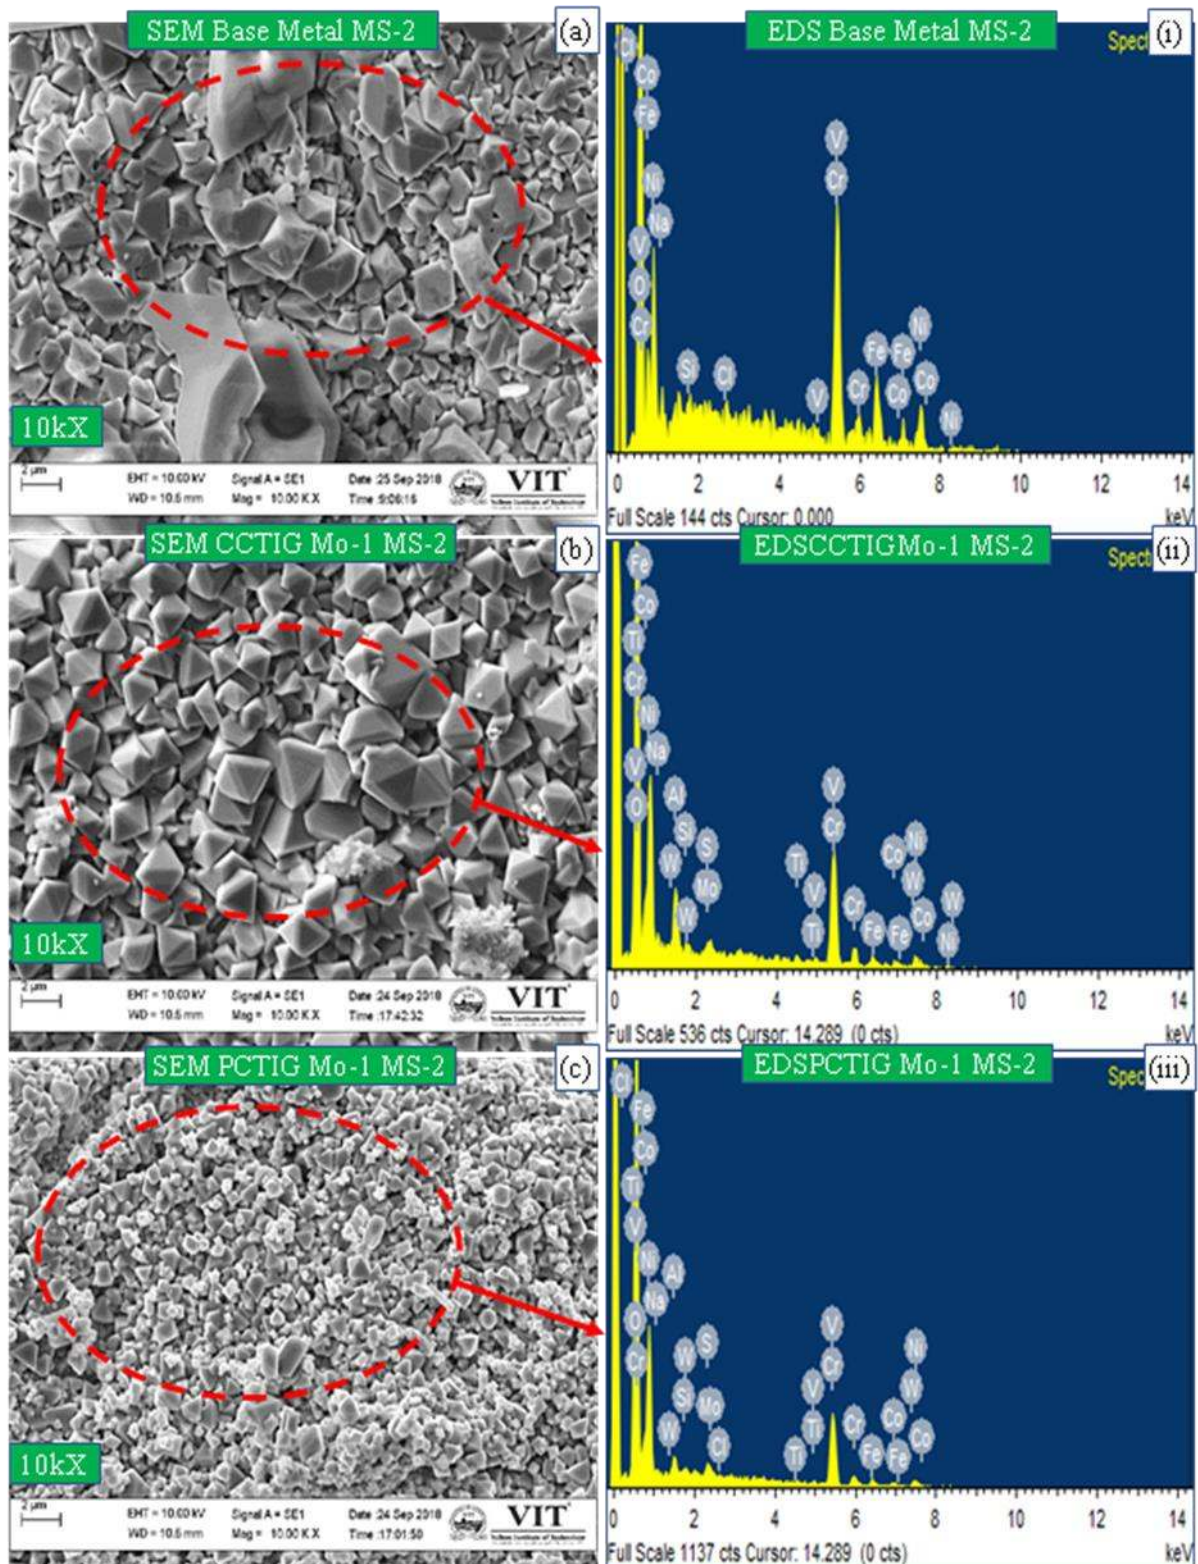 SEM Base Metal MS-2
(a)
10kX
2 µm
EHT = 10.00 kV
Signal A = SE1
Date :25 Sep 2018
WD = 10.5 mm
Mag = 10.00 K X
Time :9:06:16
VIT
EDS Base Metal MS-2
Spect
(i)
Cl
Co
Fe
Ni
Na
V
O
Cr
Si
Cl
V
V
Cr
Cr
Fe
Fe
Co
Ni
Co
Ni
0 2 4 6 8 10 12 14
Full Scale 144 cts Cursor: 0.000
keV
SEM CCTIG Mo-1 MS-2
(b)
10kX
2 µm
EHT = 10.00 kV
Signal A = SE1
Date :24 Sep 2018
WD = 10.5 mm
Mag = 10.00 K X
Time :17:42:32
VIT
EDSCCTIGMo-1 MS-2
Spect
(ii)
Fe
Co
Ti
Cr
Ni
Na
V
O
Al
Si
W
W
S
Mo
Ti
V
Ti
V
Cr
Cr
Fe
Co
Fe
Ni
W
Co
W
Ni
0 2 4 6 8 10 12 14
Full Scale 536 cts Cursor: 14.289 (0 cts)
keV
SEM PCTIG Mo-1 MS-2
(c)
10kX
2 µm
EHT = 10.00 kV
Signal A = SE1
Date :24 Sep 2018
WD = 10.5 mm
Mag = 10.00 K X
Time :17:01:50
VIT
EDSPCTIG Mo-1 MS-2
Spec
(iii)
Cl
Fe
Co
Ti
V
Ni
Na
O
Cr
Al
W
Si
W
S
Mo
Cl
Ti
V
Ti
V
Cr
Cr
Fe
Co
Fe
Ni
W
Co
0 2 4 6 8 10 12 14
Full Scale 1137 cts Cursor: 14.289 (0 cts)
keV